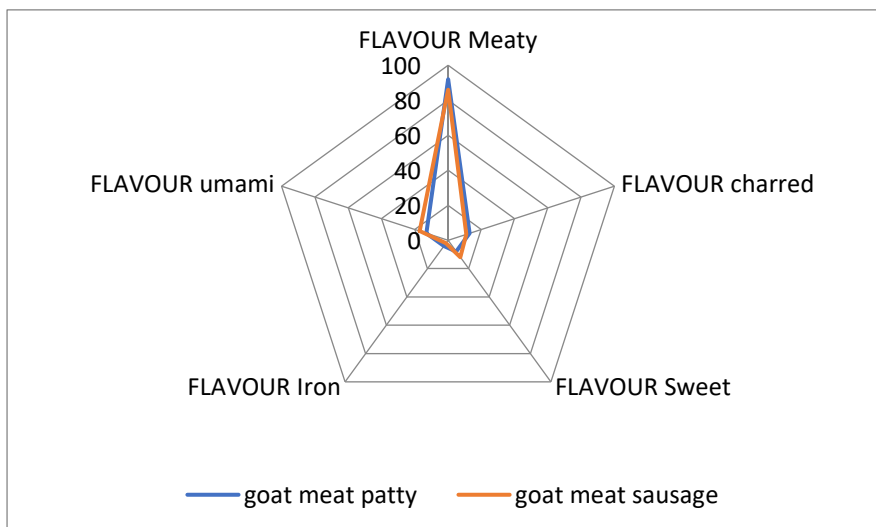 FLAVOUR Meaty
100
80
60
40
20
0
FLAVOUR charred
FLAVOUR Sweet
FLAVOUR Iron
FLAVOUR umami
goat meat patty
goat meat sausage